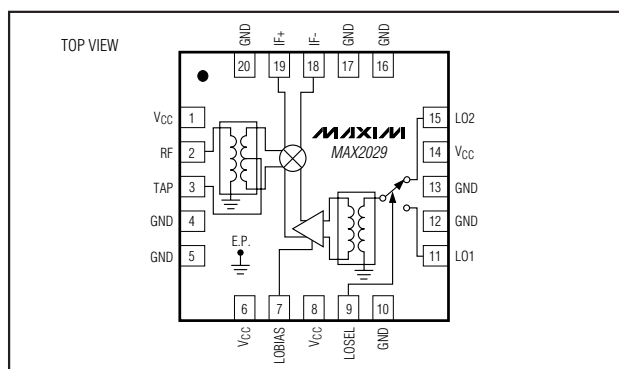 TOP VIEW
GND
IF+
IF-
GND
GND
20
19
18
17
16
VCC
1
RF
2
TAP
3
GND
4
GND
5
MAXIM
MAX2029
15
LO2
14
VCC
13
GND
12
GND
11
LO1
E.P.
6
7
8
9
10
VCC
LOBIAS
VCC
LOSEL
GND